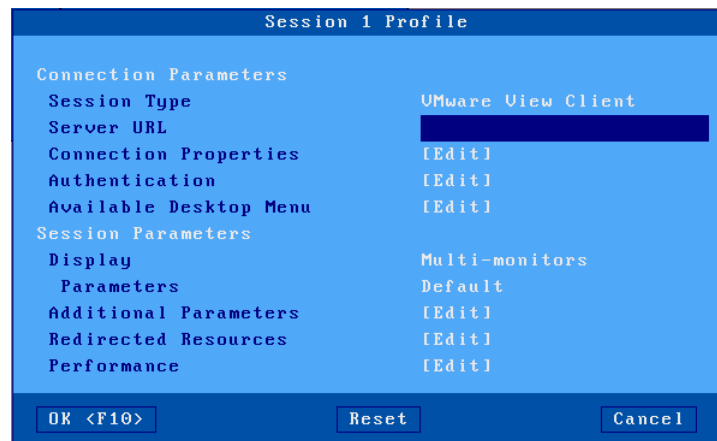 Session 1 Profile
Connection Parameters
Session Type VMware View Client
Server URL
Connection Properties [Edit]
Authentication [Edit]
Available Desktop Menu [Edit]
Session Parameters
Display Multi-monitors
Parameters Default
Additional Parameters [Edit]
Redirected Resources [Edit]
Performance [Edit]
OK <F10> Reset Cancel